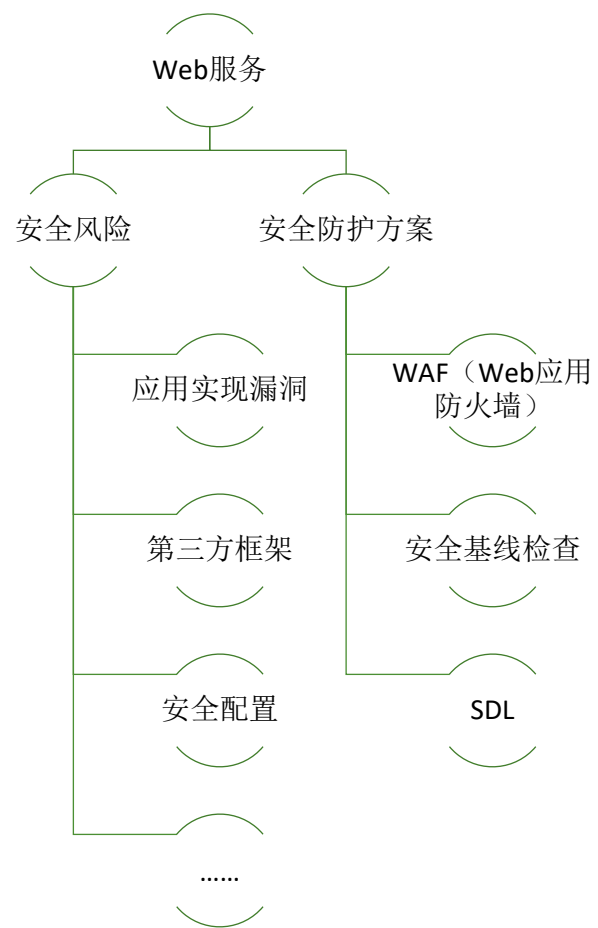 Web服务
安全风险
安全防护方案
应用实现漏洞
WAF（Web应用
防火墙）
第三方框架
安全基线检查
安全配置
SDL
……